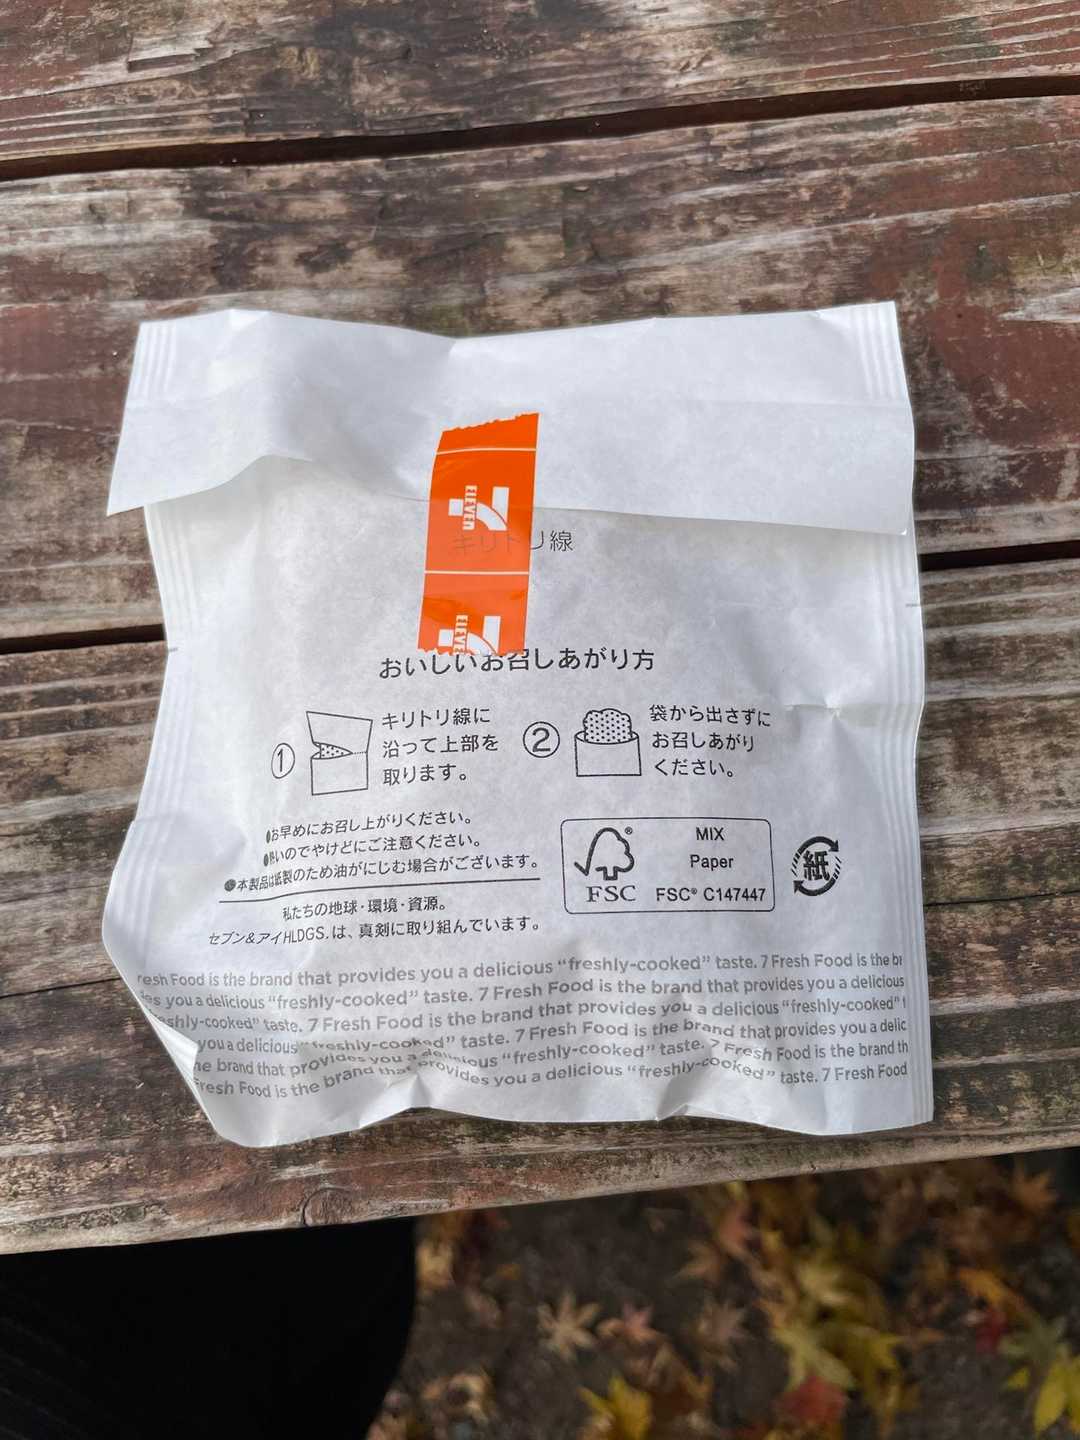 ELEVEN
キリトリ線
ELEVE
おいしいお召しあがり方
① キリトリ線に
沿って上部を
取ります。
② 袋から出さずに
お召しあがり
ください。
●お早めにお召し上がりください。
●熱いのでやけどにご注意ください。
●本製品は紙製のため油がにじむ場合がございます。
私たちの地球・環境・資源。
セブン&アイHLDGS.は、真剣に取り組んでいます。
FSC®
MIX
Paper
FSC® C147447
紙
resh Food is the brand that provides you a delicious “freshly-cooked” taste. 7 Fresh Food is the br
es you a delicious “freshly-cooked” taste. 7 Fresh Food is the brand that provides you a delicious
shly-cooked” taste. 7 Fresh Food is the brand that provides you a delicious “freshly-cooked” t
you a delicious “freshly-cooked” taste. 7 Fresh Food is the brand that provides you a delic
he brand that provides you a delicious “freshly-cooked” taste. 7 Fresh Food is the brand th
Fresh Food is the brand that provides you a delicious “freshly-cooked” taste. 7 Fresh Food